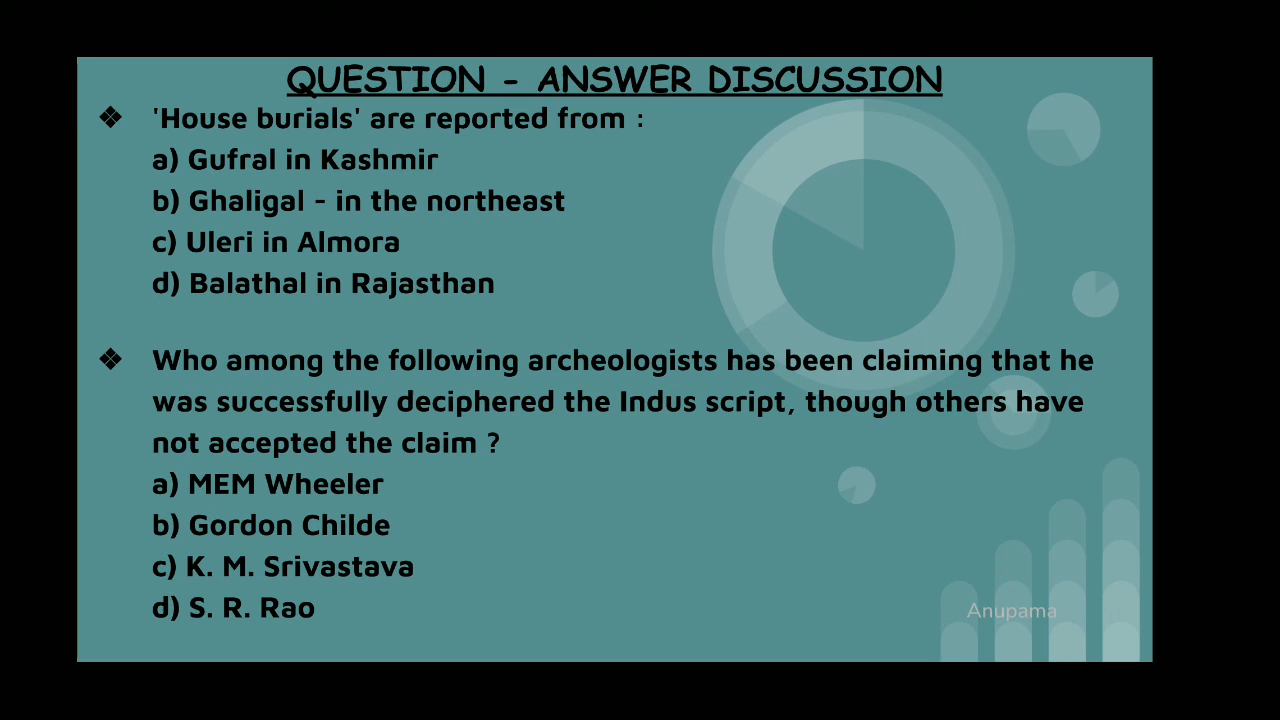 QUESTION - ANSWER DISCUSSION
❖ 'House burials' are reported from :
a) Gufral in Kashmir
b) Ghaligal - in the northeast
c) Uleri in Almora
d) Balathal in Rajasthan
❖ Who among the following archeologists has been claiming that he
was successfully deciphered the Indus script, though others have
not accepted the claim ?
a) MEM Wheeler
b) Gordon Childe
c) K. M. Srivastava
d) S. R. Rao
Anupama